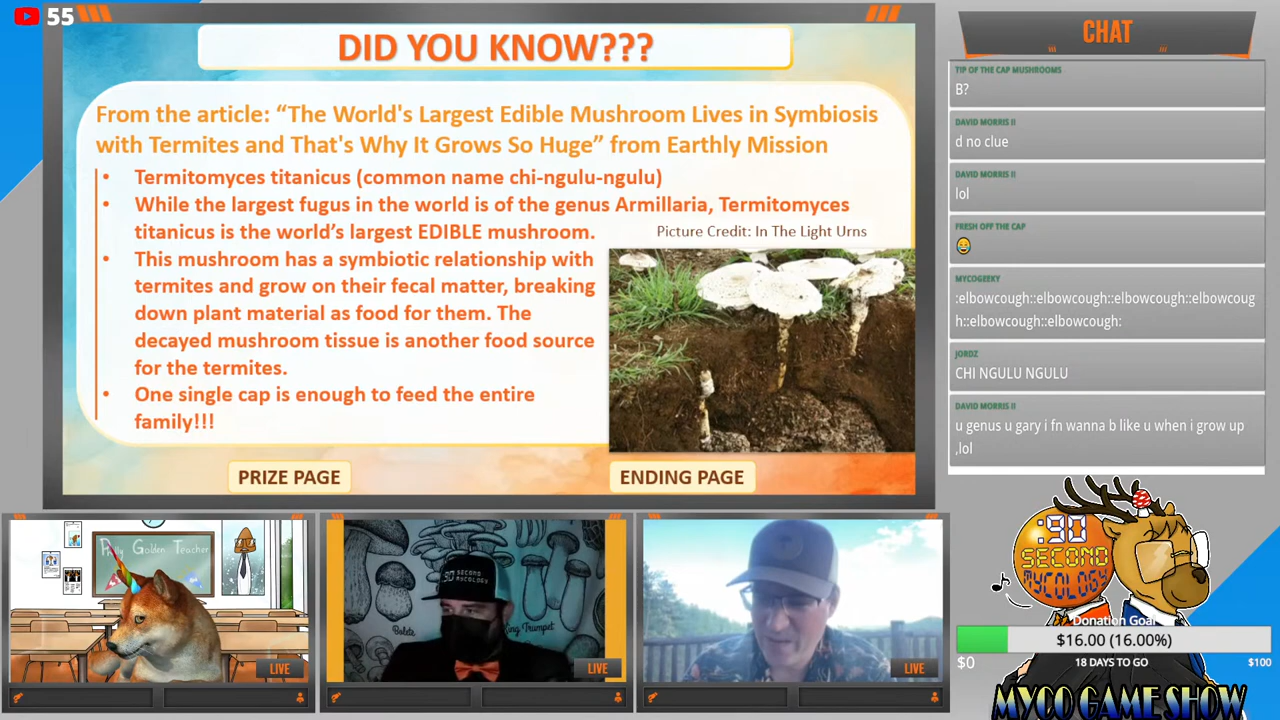 55
DID YOU KNOW???
From the article: “The World's Largest Edible Mushroom Lives in Symbiosis
with Termites and That's Why It Grows So Huge” from Earthly Mission
• Termitomyces titanicus (common name chi-ngulu-ngulu)
• While the largest fugus in the world is of the genus Armillaria, Termitomyces
titanicus is the world’s largest EDIBLE mushroom.
Picture Credit: In The Light Urns
• This mushroom has a symbiotic relationship with
termites and grow on their fecal matter, breaking
down plant material as food for them. The
decayed mushroom tissue is another food source
for the termites.
• One single cap is enough to feed the entire
family!!!
PRIZE PAGE
ENDING PAGE
CHAT
TIP OF THE CAP MUSHROOMS
B?
DAVID MORRIS II
d no clue
DAVID MORRIS II
lol
FRESH OFF THE CAP
😂
MYCOGEEKY
:elbowcough::elbowcough::elbowcough::elbowcoug
h::elbowcough::elbowcough:
JORDZ
CHI NGULU NGULU
DAVID MORRIS II
u genus u gary i fn wanna b like u when i grow up
,lol
Philly Golden Teacher
LIVE
90 SECOND
MYCOLOGY
Bolete
King Trumpet
LIVE
LIVE
:90
SECOND
MYCOLOGY
Donation Goal
$16.00 (16.00%)
$0
18 DAYS TO GO
$100
MYCO GAME SHOW